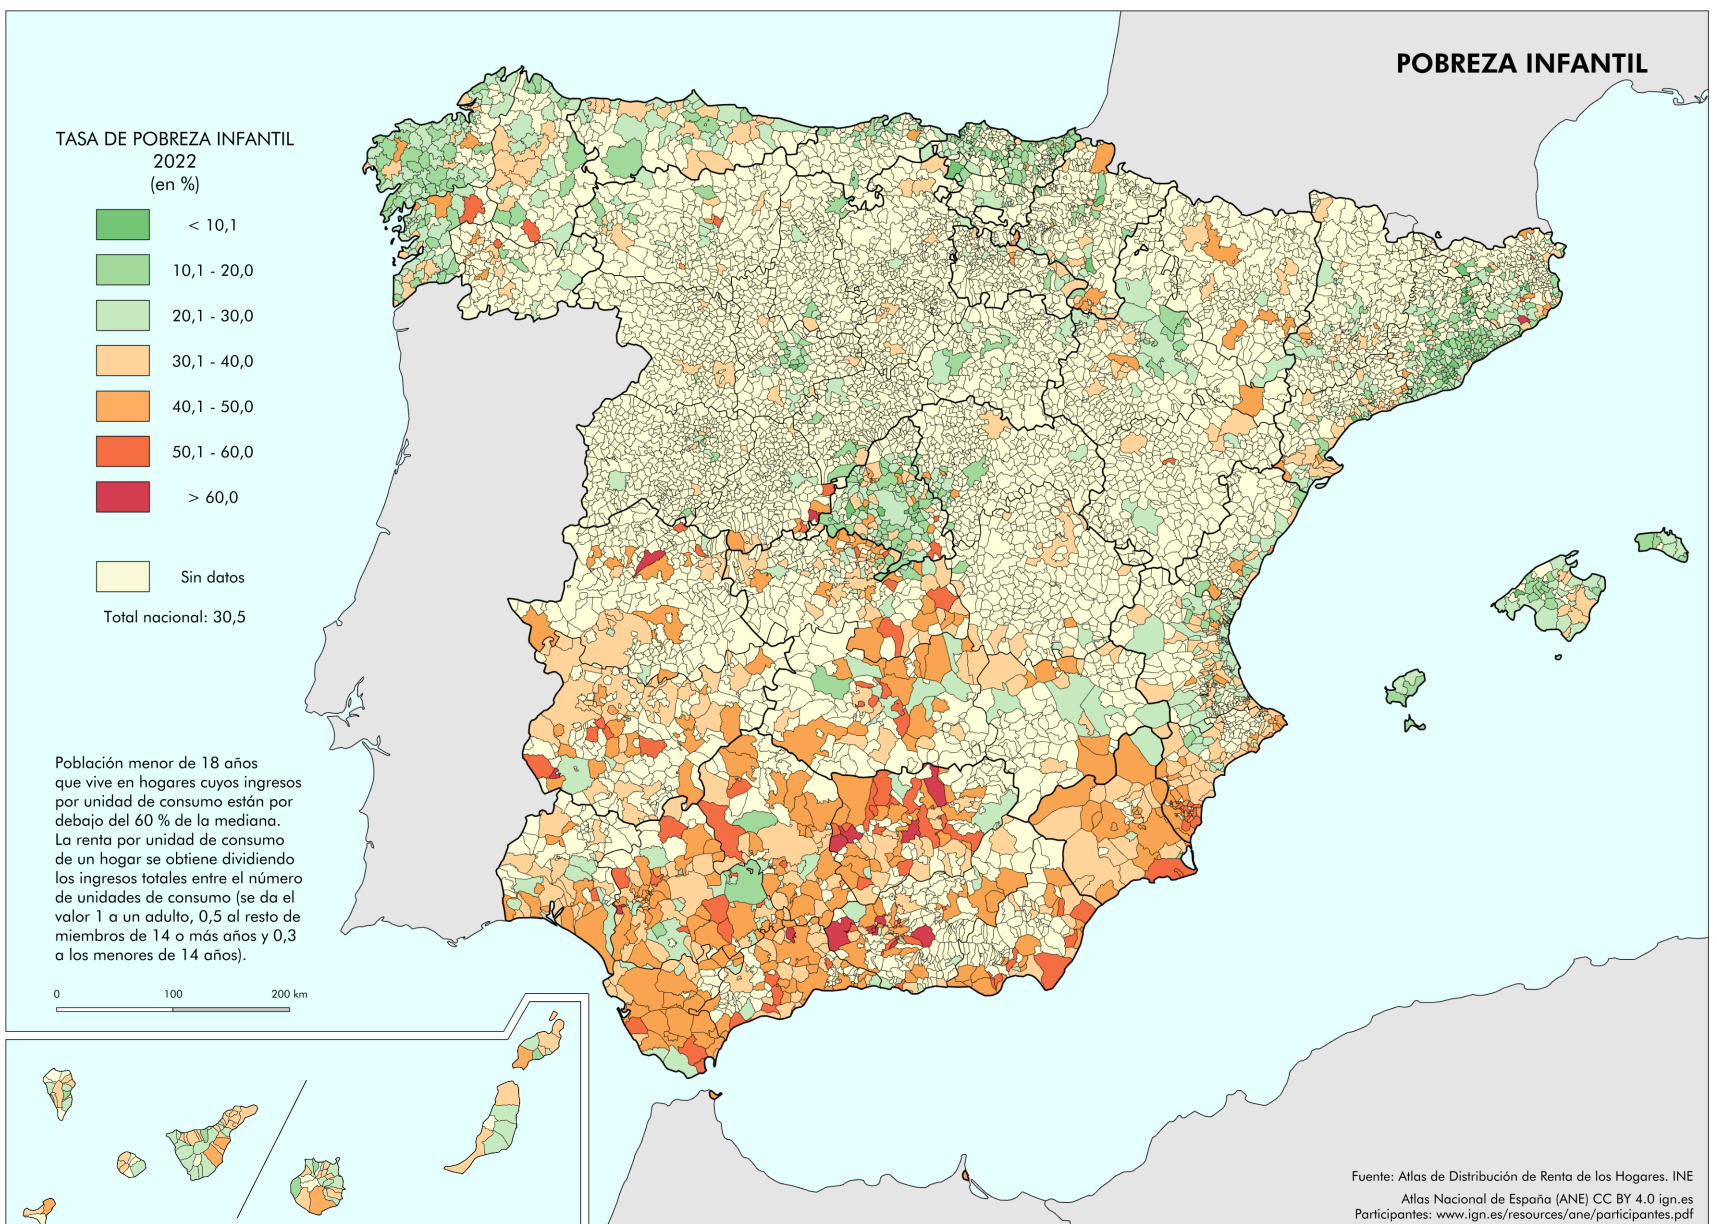 POBREZA INFANTIL
TASA DE POBREZA INFANTIL
2022
(en %)
< 10,1
10,1 - 20,0
20,1 - 30,0
30,1 - 40,0
40,1 - 50,0
50,1 - 60,0
> 60,0
Sin datos
Total nacional: 30,5
Población menor de 18 años
que vive en hogares cuyos ingresos
por unidad de consumo están por
debajo del 60 % de la mediana.
La renta por unidad de consumo
de un hogar se obtiene dividiendo
los ingresos totales entre el número
de unidades de consumo (se da el
valor 1 a un adulto, 0,5 al resto de
miembros de 14 o más años y 0,3
a los menores de 14 años).
0 100 200 km
Fuente: Atlas de Distribución de Renta de los Hogares. INE
Atlas Nacional de España (ANE) CC BY 4.0 ign.es
Participantes: www.ign.es/resources/ane/participantes.pdf